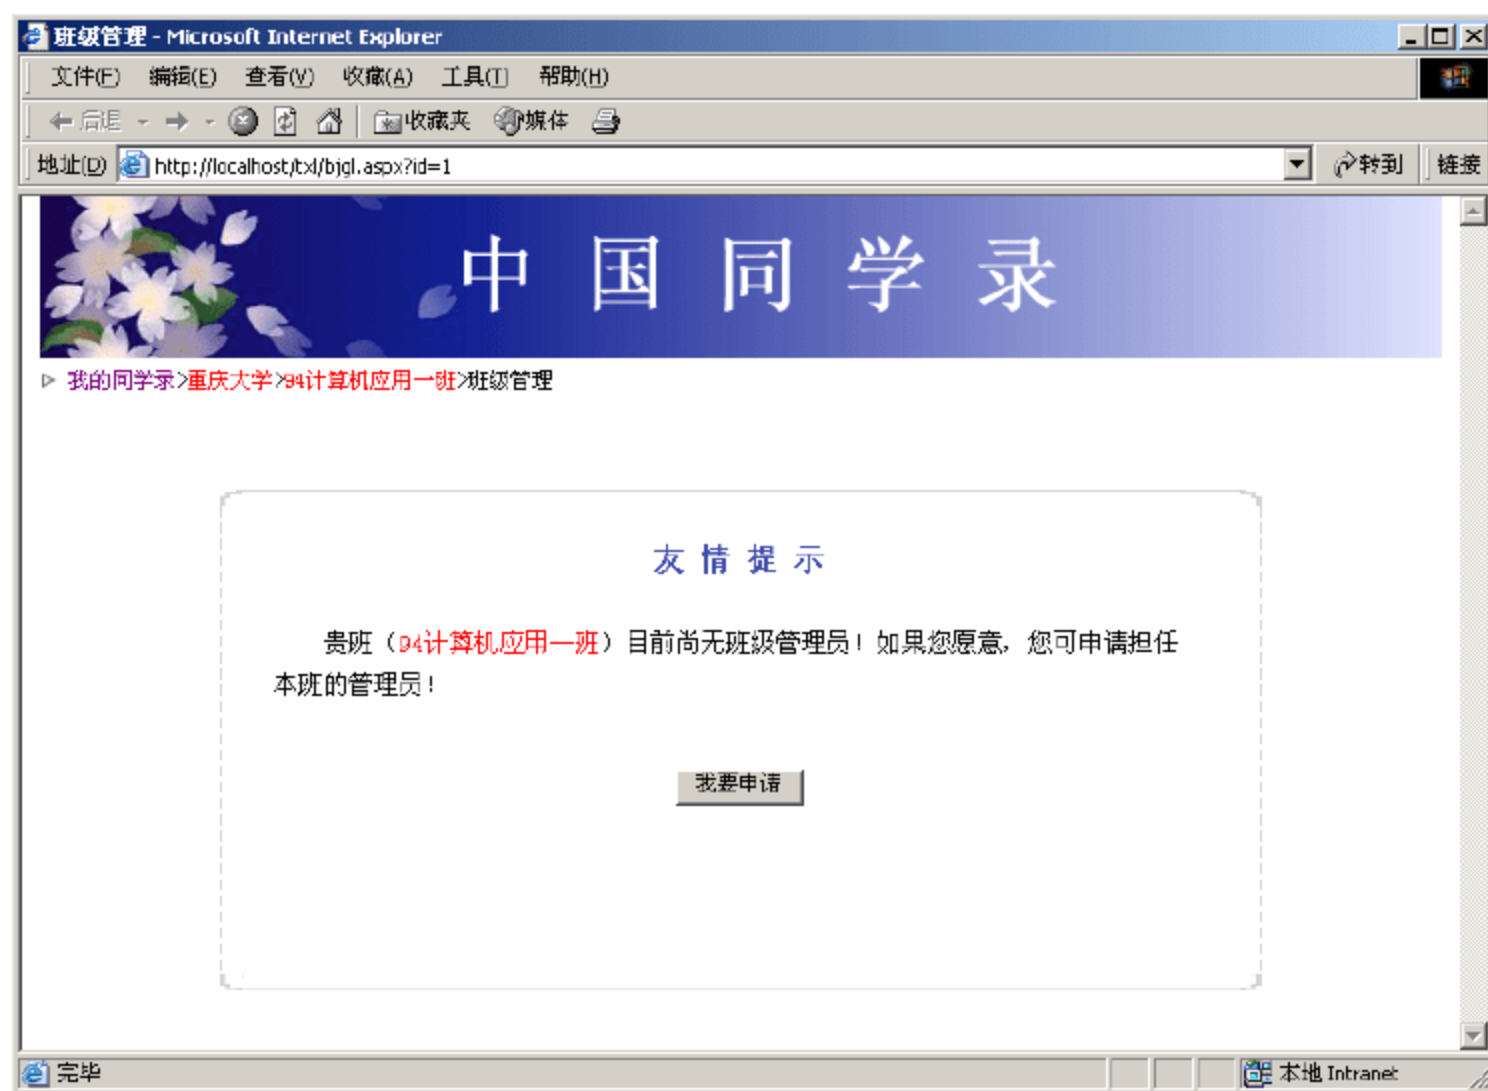 班级管理 - Microsoft Internet Explorer
文件(F) 编辑(E) 查看(V) 收藏(A) 工具(T) 帮助(H)
后退 收藏夹 媒体
地址(D) http://localhost/txl/bjgl.aspx?id=1 转到 链接
中国同学录
我的同学录>重庆大学>94计算机应用一班>班级管理
友情提示
贵班（94计算机应用一班）目前尚无班级管理员！如果您愿意，您可申请担任
本班的管理员！
我要申请
完毕 本地 Intranet